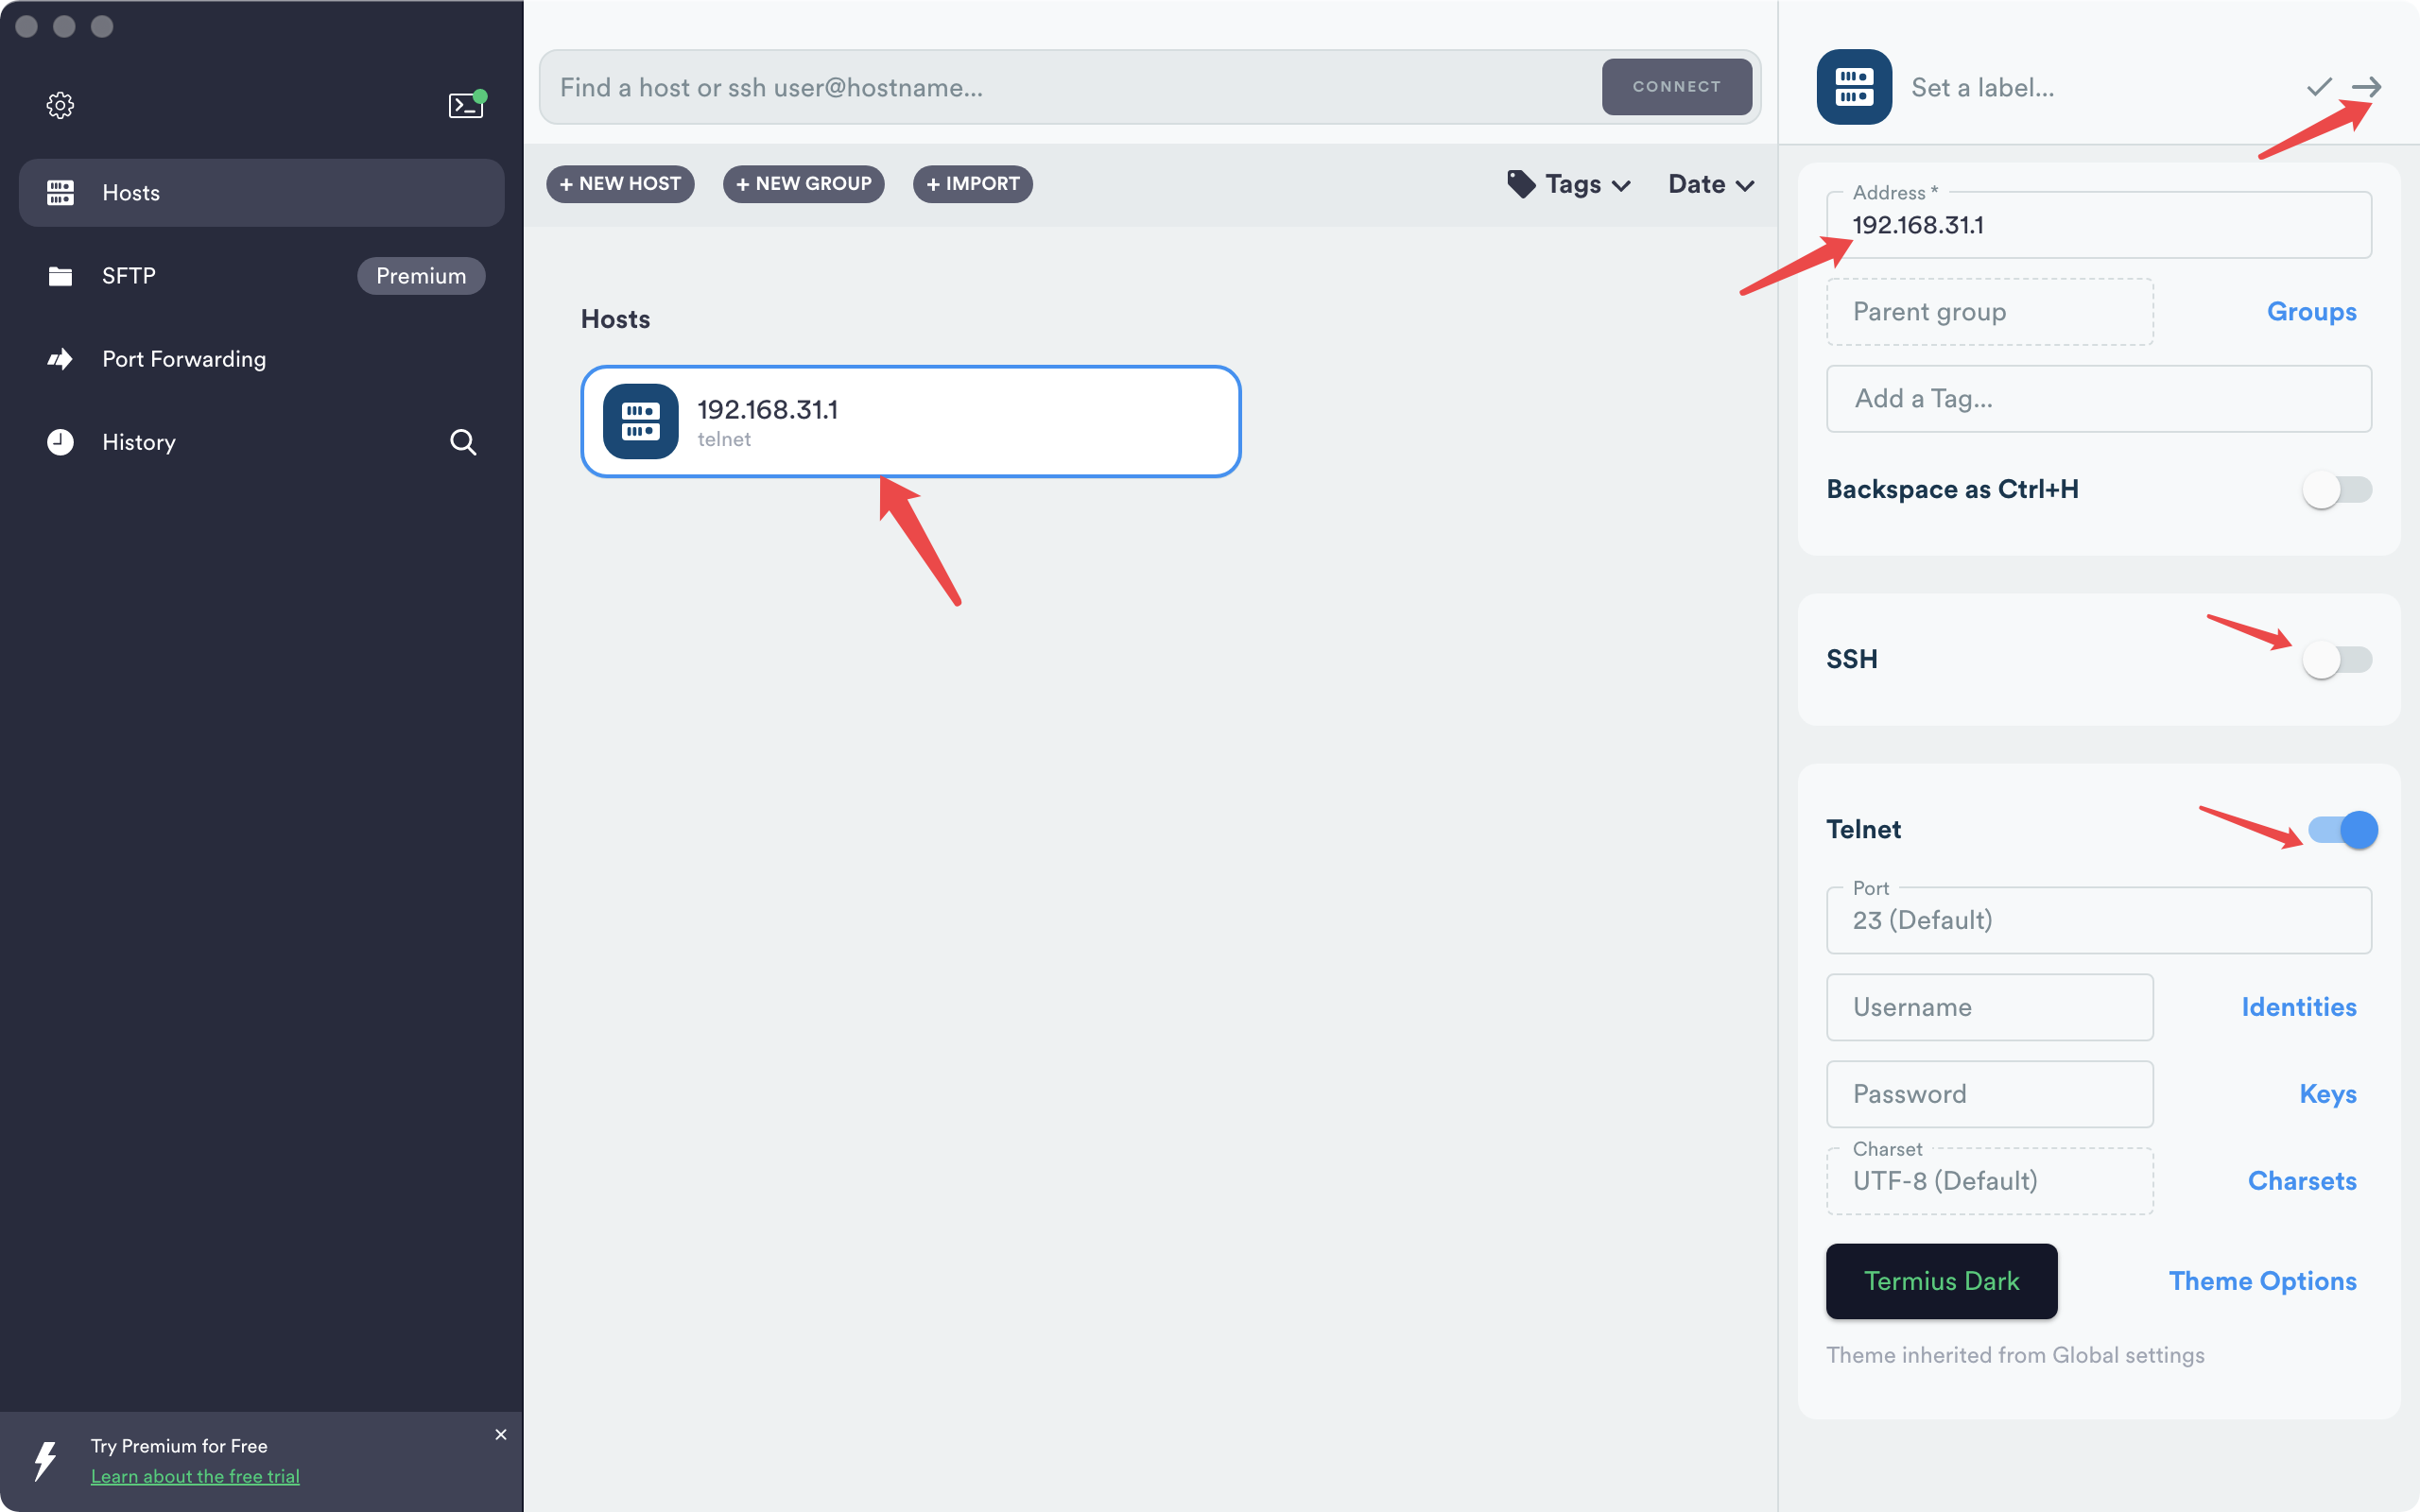 Hosts
SFTP
Premium
Port Forwarding
History
Try Premium for Free
Learn about the free trial
Find a host or ssh user@hostname...
CONNECT
+ NEW HOST
+ NEW GROUP
+ IMPORT
Tags
Date
Hosts
192.168.31.1
telnet
Set a label...
Address *
192.168.31.1
Parent group
Groups
Add a Tag...
Backspace as Ctrl+H
SSH
Telnet
Port
23 (Default)
Username
Identities
Password
Keys
Charset
UTF-8 (Default)
Charsets
Termius Dark
Theme Options
Theme inherited from Global settings